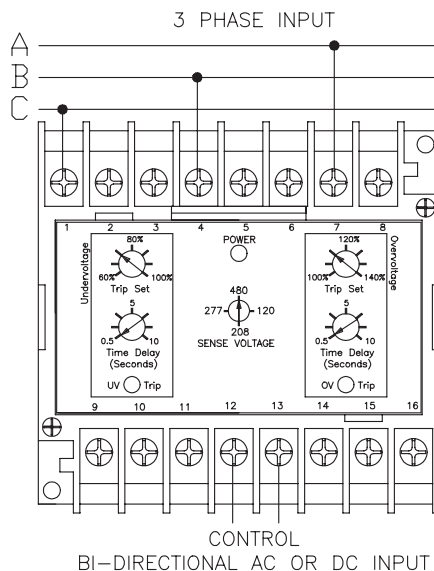 3 PHASE INPUT
A
B
C
1 2 3 4 5 6 7 8
Undervoltage
80%
60% 100%
Trip Set
5
0.5 10
Time Delay
(Seconds)
UV Trip
POWER
480
277 120
208
SENSE VOLTAGE
120%
100% 140%
Trip Set
5
0.5 10
Time Delay
(Seconds)
OV Trip
Overvoltage
9 10 11 12 13 14 15 16
CONTROL
BI-DIRECTIONAL AC OR DC INPUT